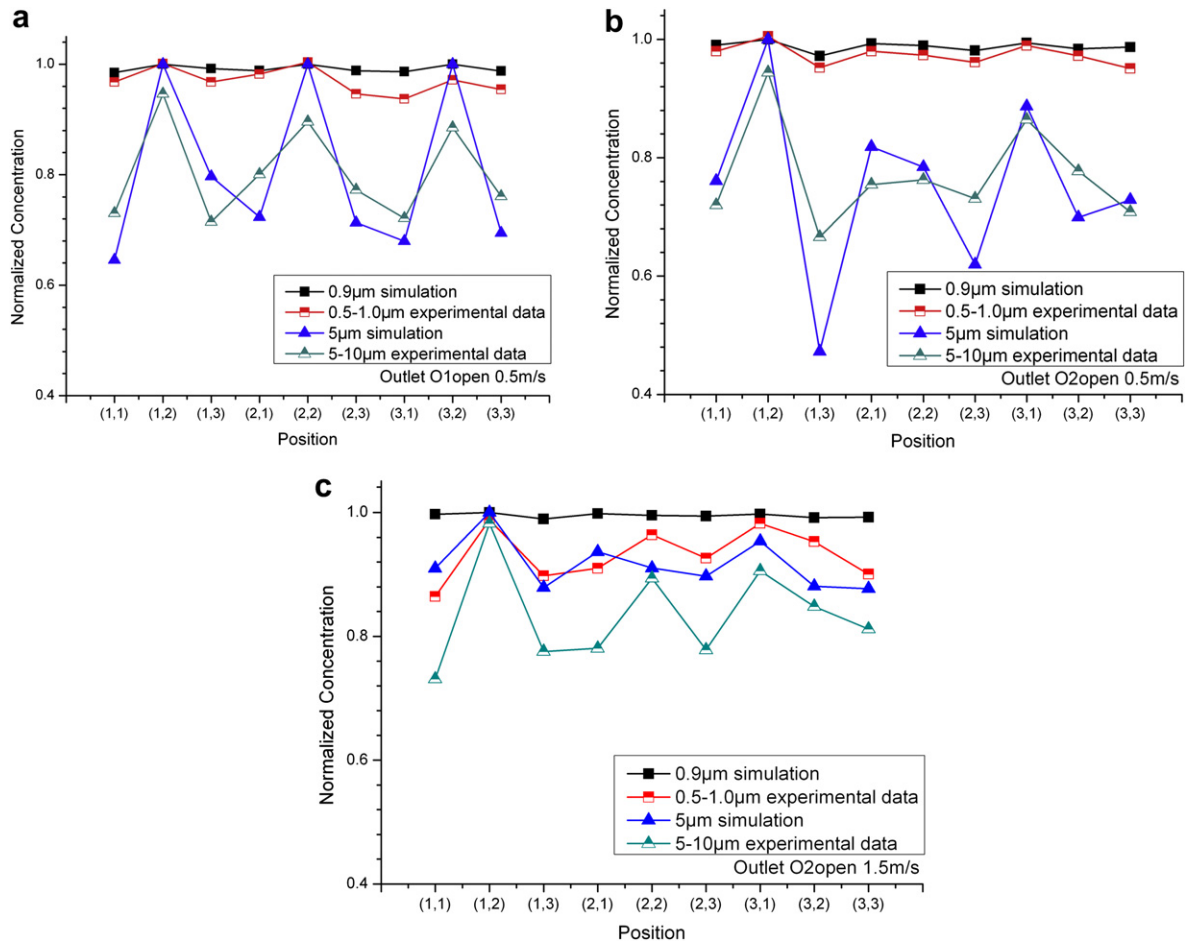 a
Normalized Concentration
1.0
0.8
0.6
0.4
0.9μm simulation
0.5-1.0μm experimental data
5μm simulation
5-10μm experimental data
Outlet O1open 0.5m/s
(1,1) (1,2) (1,3) (2,1) (2,2) (2,3) (3,1) (3,2) (3,3)
Position
b
Normalized Concentration
1.0
0.8
0.6
0.4
0.9μm simulation
0.5-1.0μm experimental data
5μm simulation
5-10μm experimental data
Outlet O2open 0.5m/s
(1,1) (1,2) (1,3) (2,1) (2,2) (2,3) (3,1) (3,2) (3,3)
Position
c
Normalized Concentration
1.0
0.8
0.6
0.4
0.9μm simulation
0.5-1.0μm experimental data
5μm simulation
5-10μm experimental data
Outlet O2open 1.5m/s
(1,1) (1,2) (1,3) (2,1) (2,2) (2,3) (3,1) (3,2) (3,3)
Position